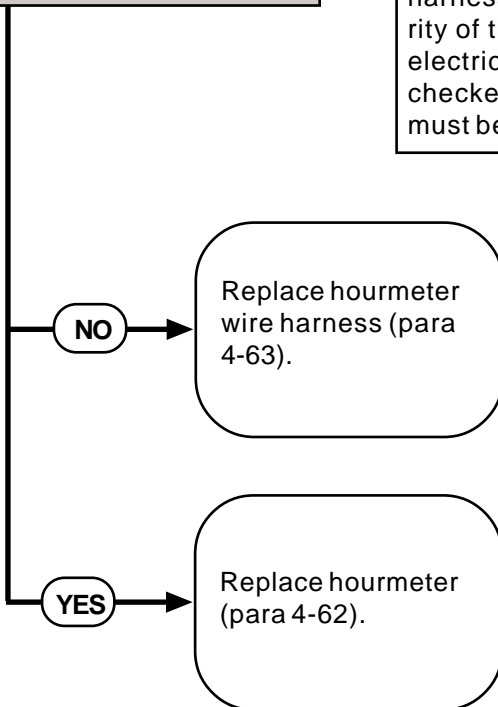 rity of t
electric
checke
must be
NO
Replace hourmeter
wire harness (para
4-63).
YES
Replace hourmeter
(para 4-62).